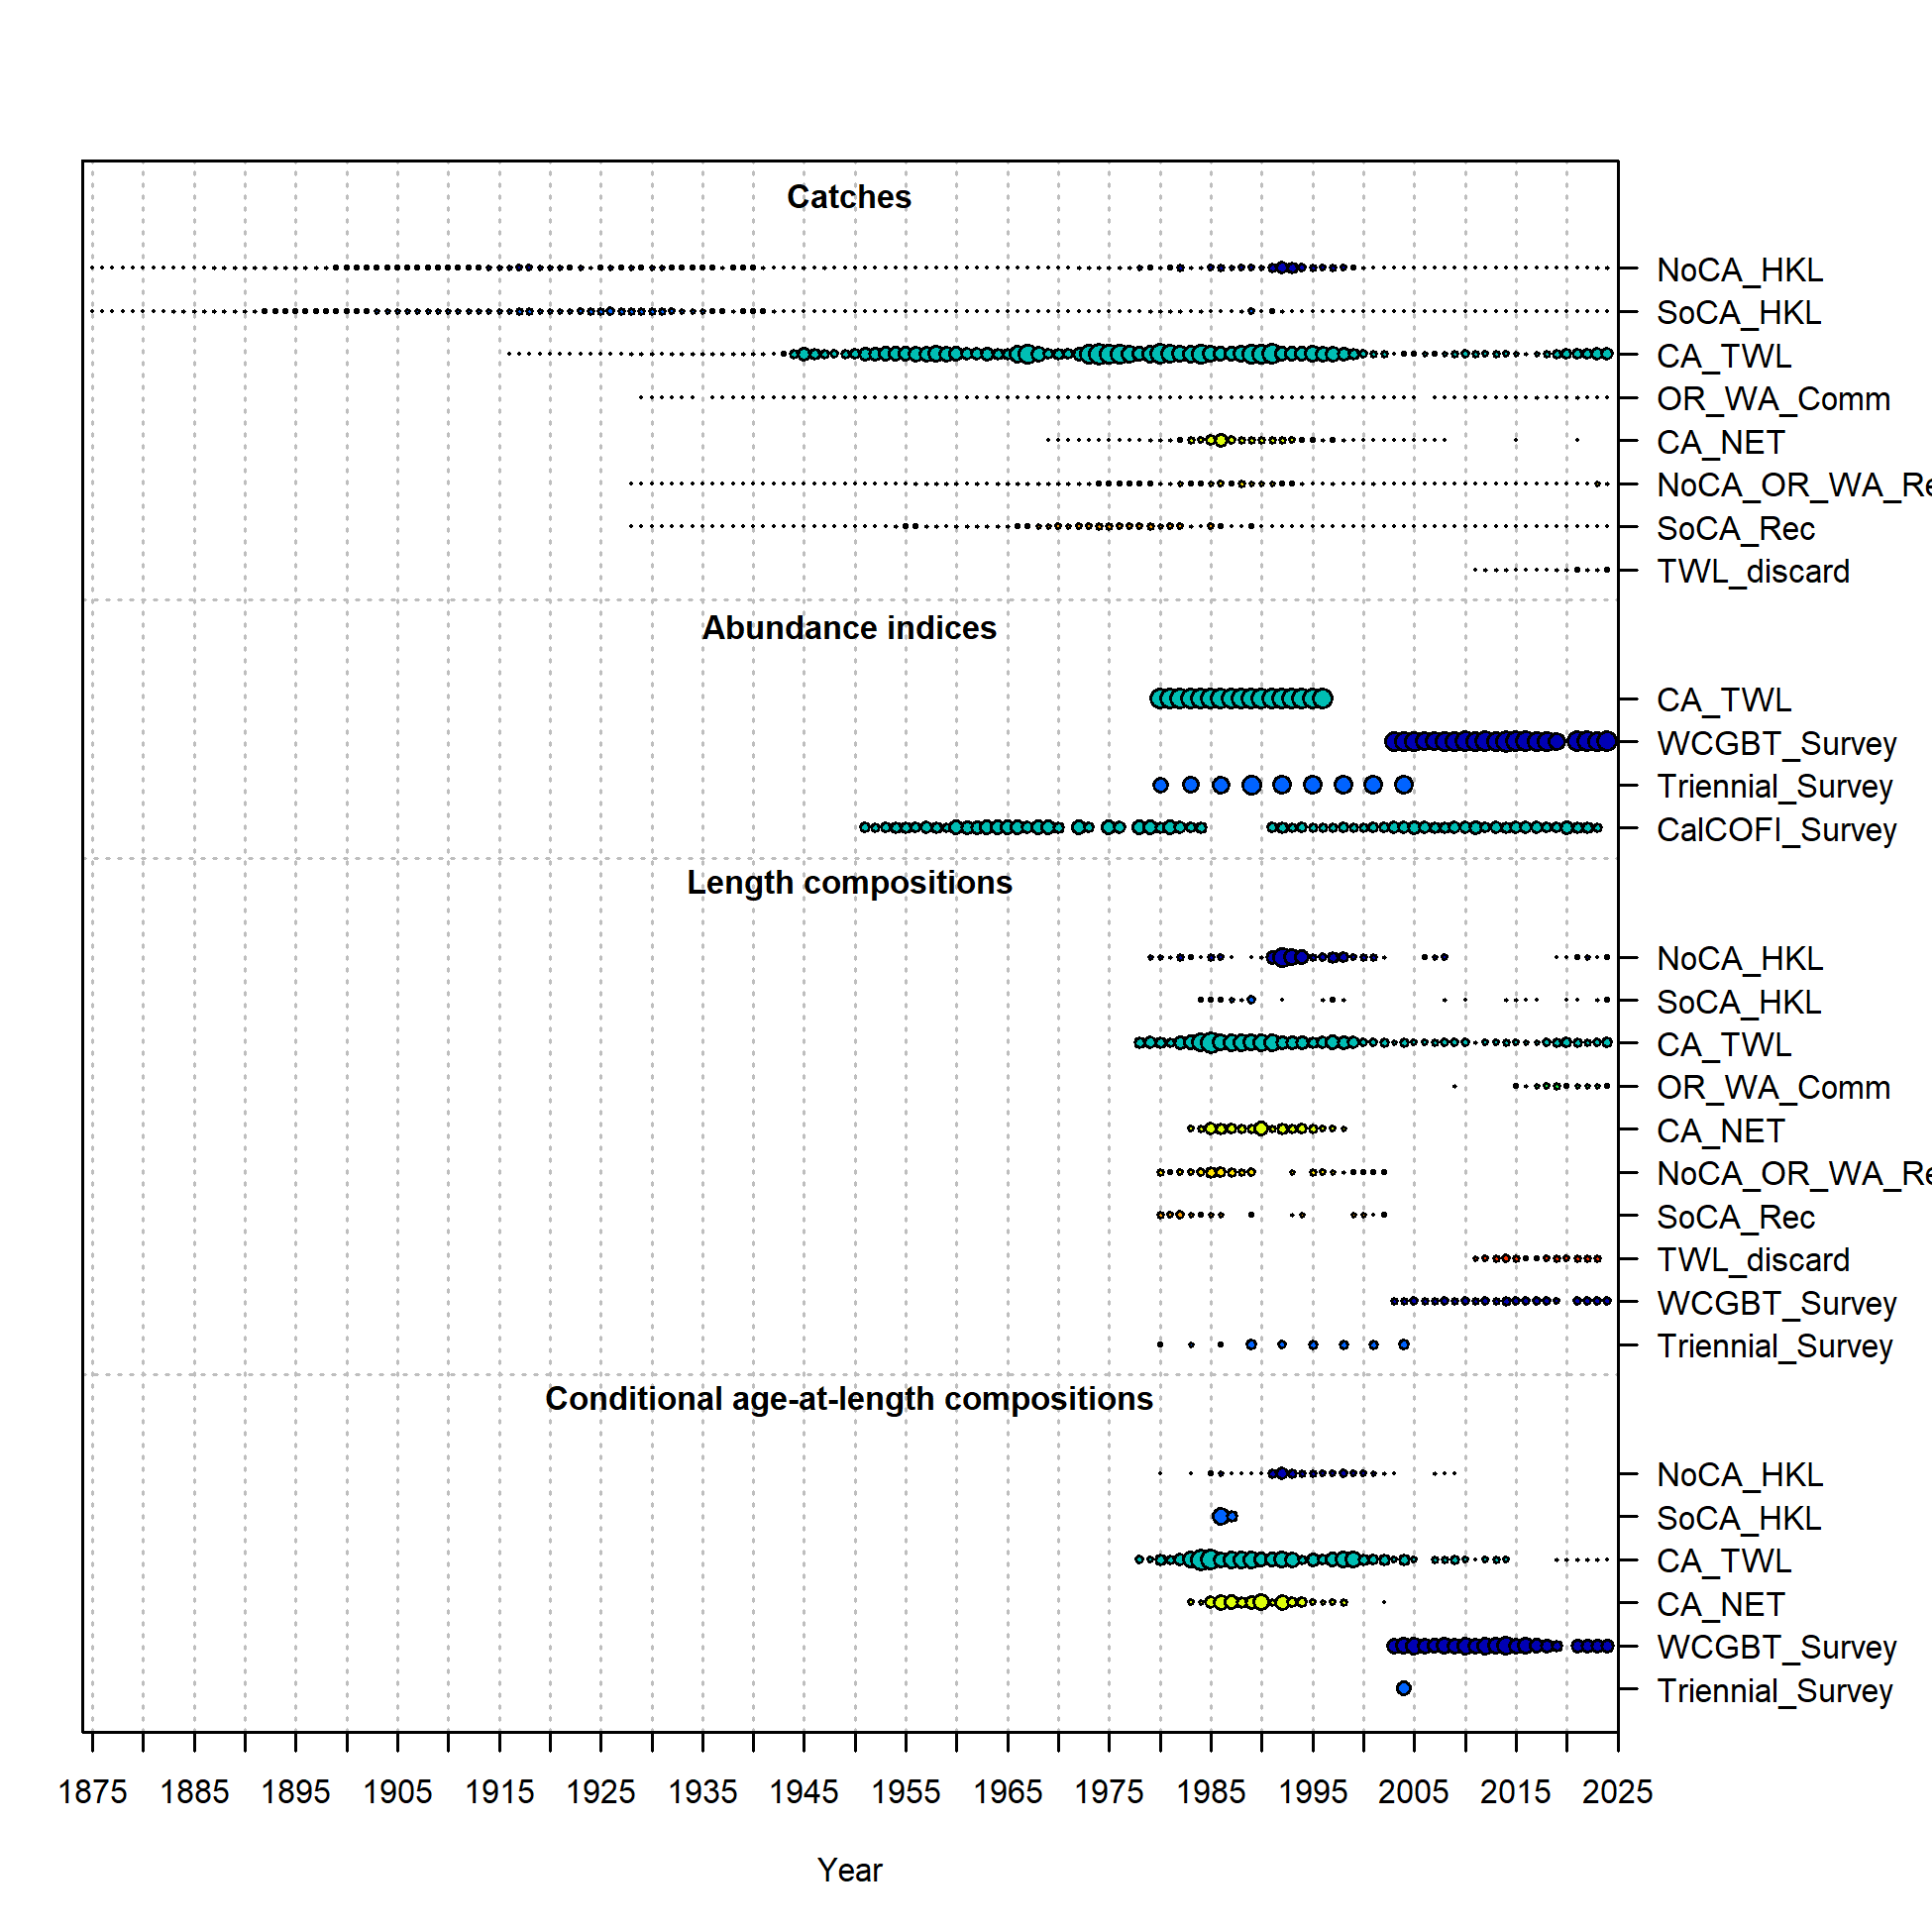 Catches
NoCA_HKL
SoCA_HKL
CA_TWL
OR_WA_Comm
CA_NET
NoCA_OR_WA_Re
SoCA_Rec
TWL_discard
Abundance indices
CA_TWL
WCGBT_Survey
Triennial_Survey
CalCOFI_Survey
Length compositions
NoCA_HKL
SoCA_HKL
CA_TWL
OR_WA_Comm
CA_NET
NoCA_OR_WA_Re
SoCA_Rec
TWL_discard
WCGBT_Survey
Triennial_Survey
Conditional age-at-length compositions
NoCA_HKL
SoCA_HKL
CA_TWL
CA_NET
WCGBT_Survey
Triennial_Survey
1875 1885 1895 1905 1915 1925 1935 1945 1955 1965 1975 1985 1995 2005 2015 2025
Year